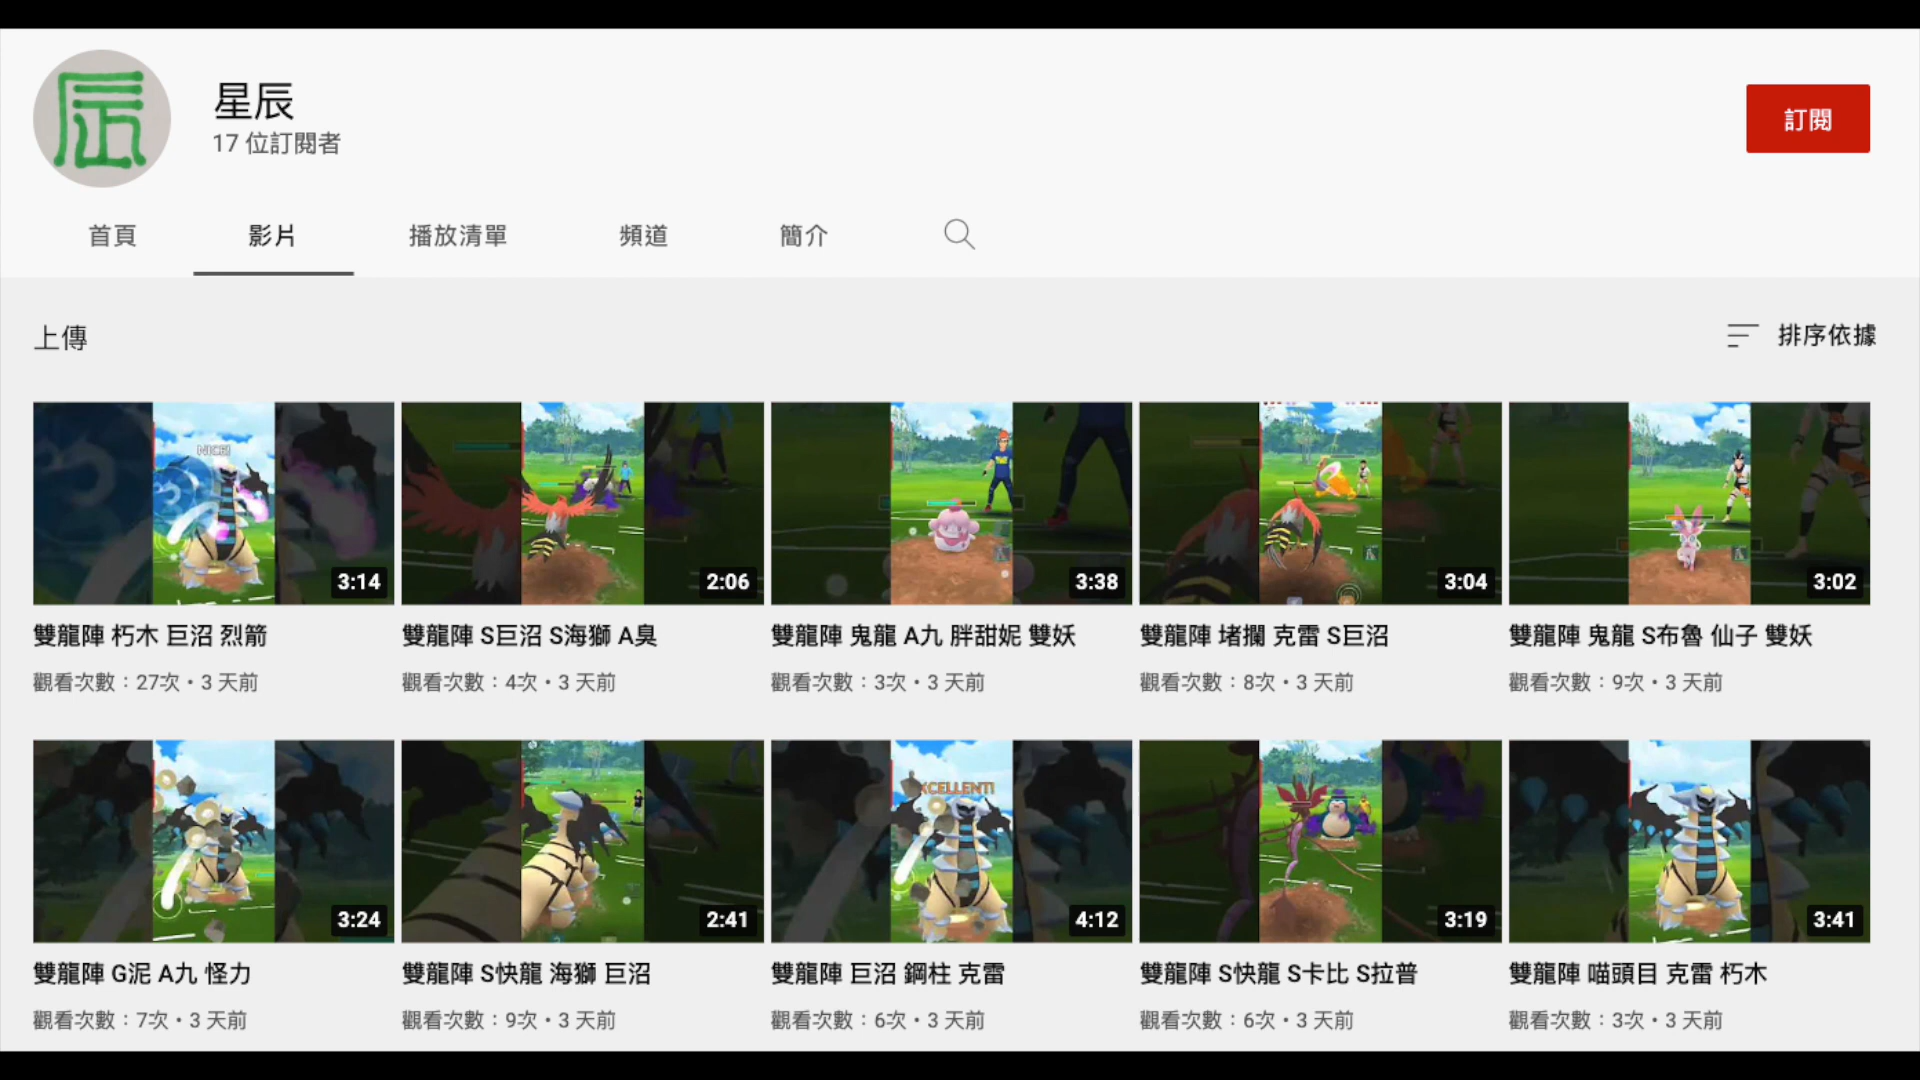 辰
星辰
17 位訂閱者
訂閱
首頁
影片
播放清單
頻道
簡介
上傳
排序依據
NICE!
3:14
2:06
3:38
3:04
3:02
雙龍陣 朽木 巨沼 烈箭
雙龍陣 S巨沼 S海獅 A臭
雙龍陣 鬼龍 A九 胖甜妮 雙妖
雙龍陣 堵攔 克雷 S巨沼
雙龍陣 鬼龍 S布魯 仙子 雙妖
觀看次數：27次・3 天前
觀看次數：4次・3 天前
觀看次數：3次・3 天前
觀看次數：8次・3 天前
觀看次數：9次・3 天前
XCELLENT!
3:24
2:41
4:12
3:19
3:41
雙龍陣 G泥 A九 怪力
雙龍陣 S快龍 海獅 巨沼
雙龍陣 巨沼 鋼柱 克雷
雙龍陣 S快龍 S卡比 S拉普
雙龍陣 喵頭目 克雷 朽木
觀看次數：7次・3 天前
觀看次數：9次・3 天前
觀看次數：6次・3 天前
觀看次數：6次・3 天前
觀看次數：3次・3 天前